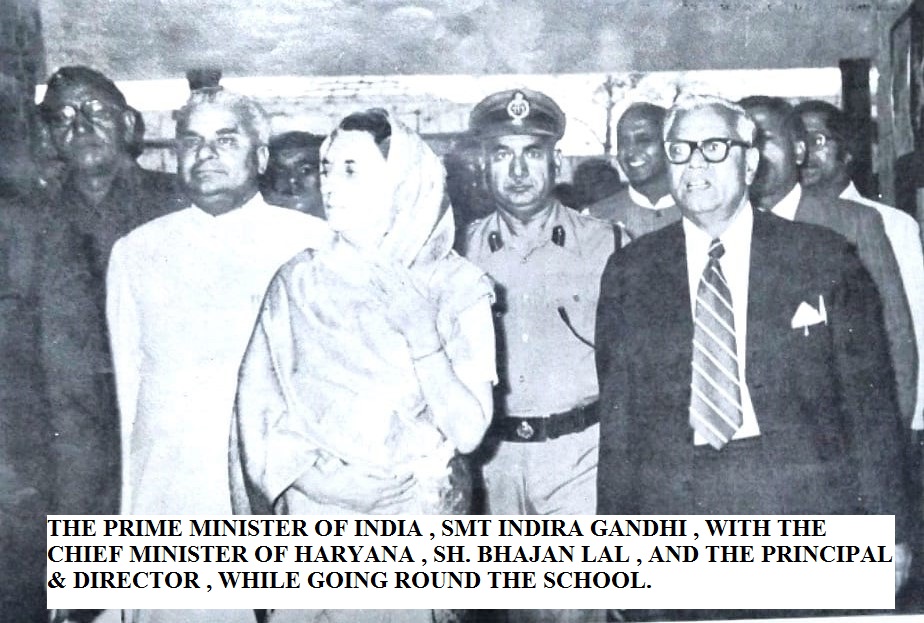 THE PRIME MINISTER OF INDIA , SMT INDIRA GANDHI , WITH THE
CHIEF MINISTER OF HARYANA , SH. BHAJAN LAL , AND THE PRINCIPAL
& DIRECTOR , WHILE GOING ROUND THE SCHOOL.